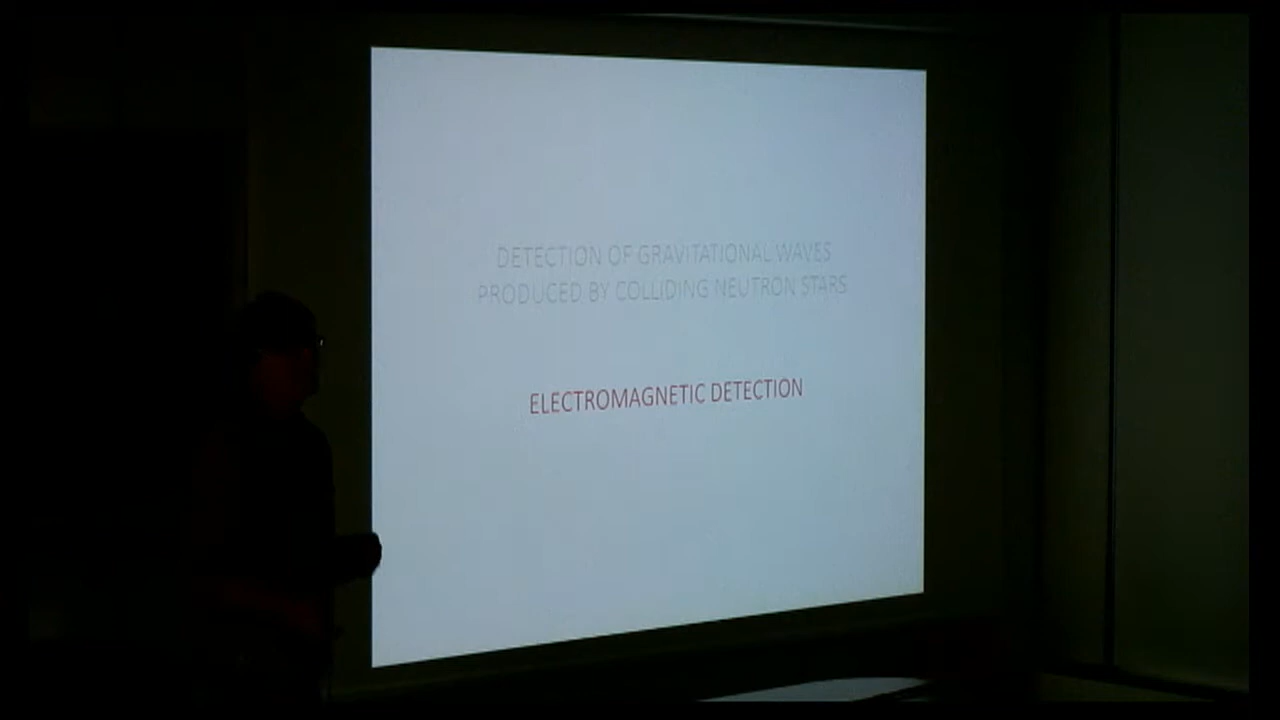 DETECTION OF GRAVITATIONAL WAVES
PRODUCED BY COLLIDING NEUTRON STARS
ELECTROMAGNETIC DETECTION